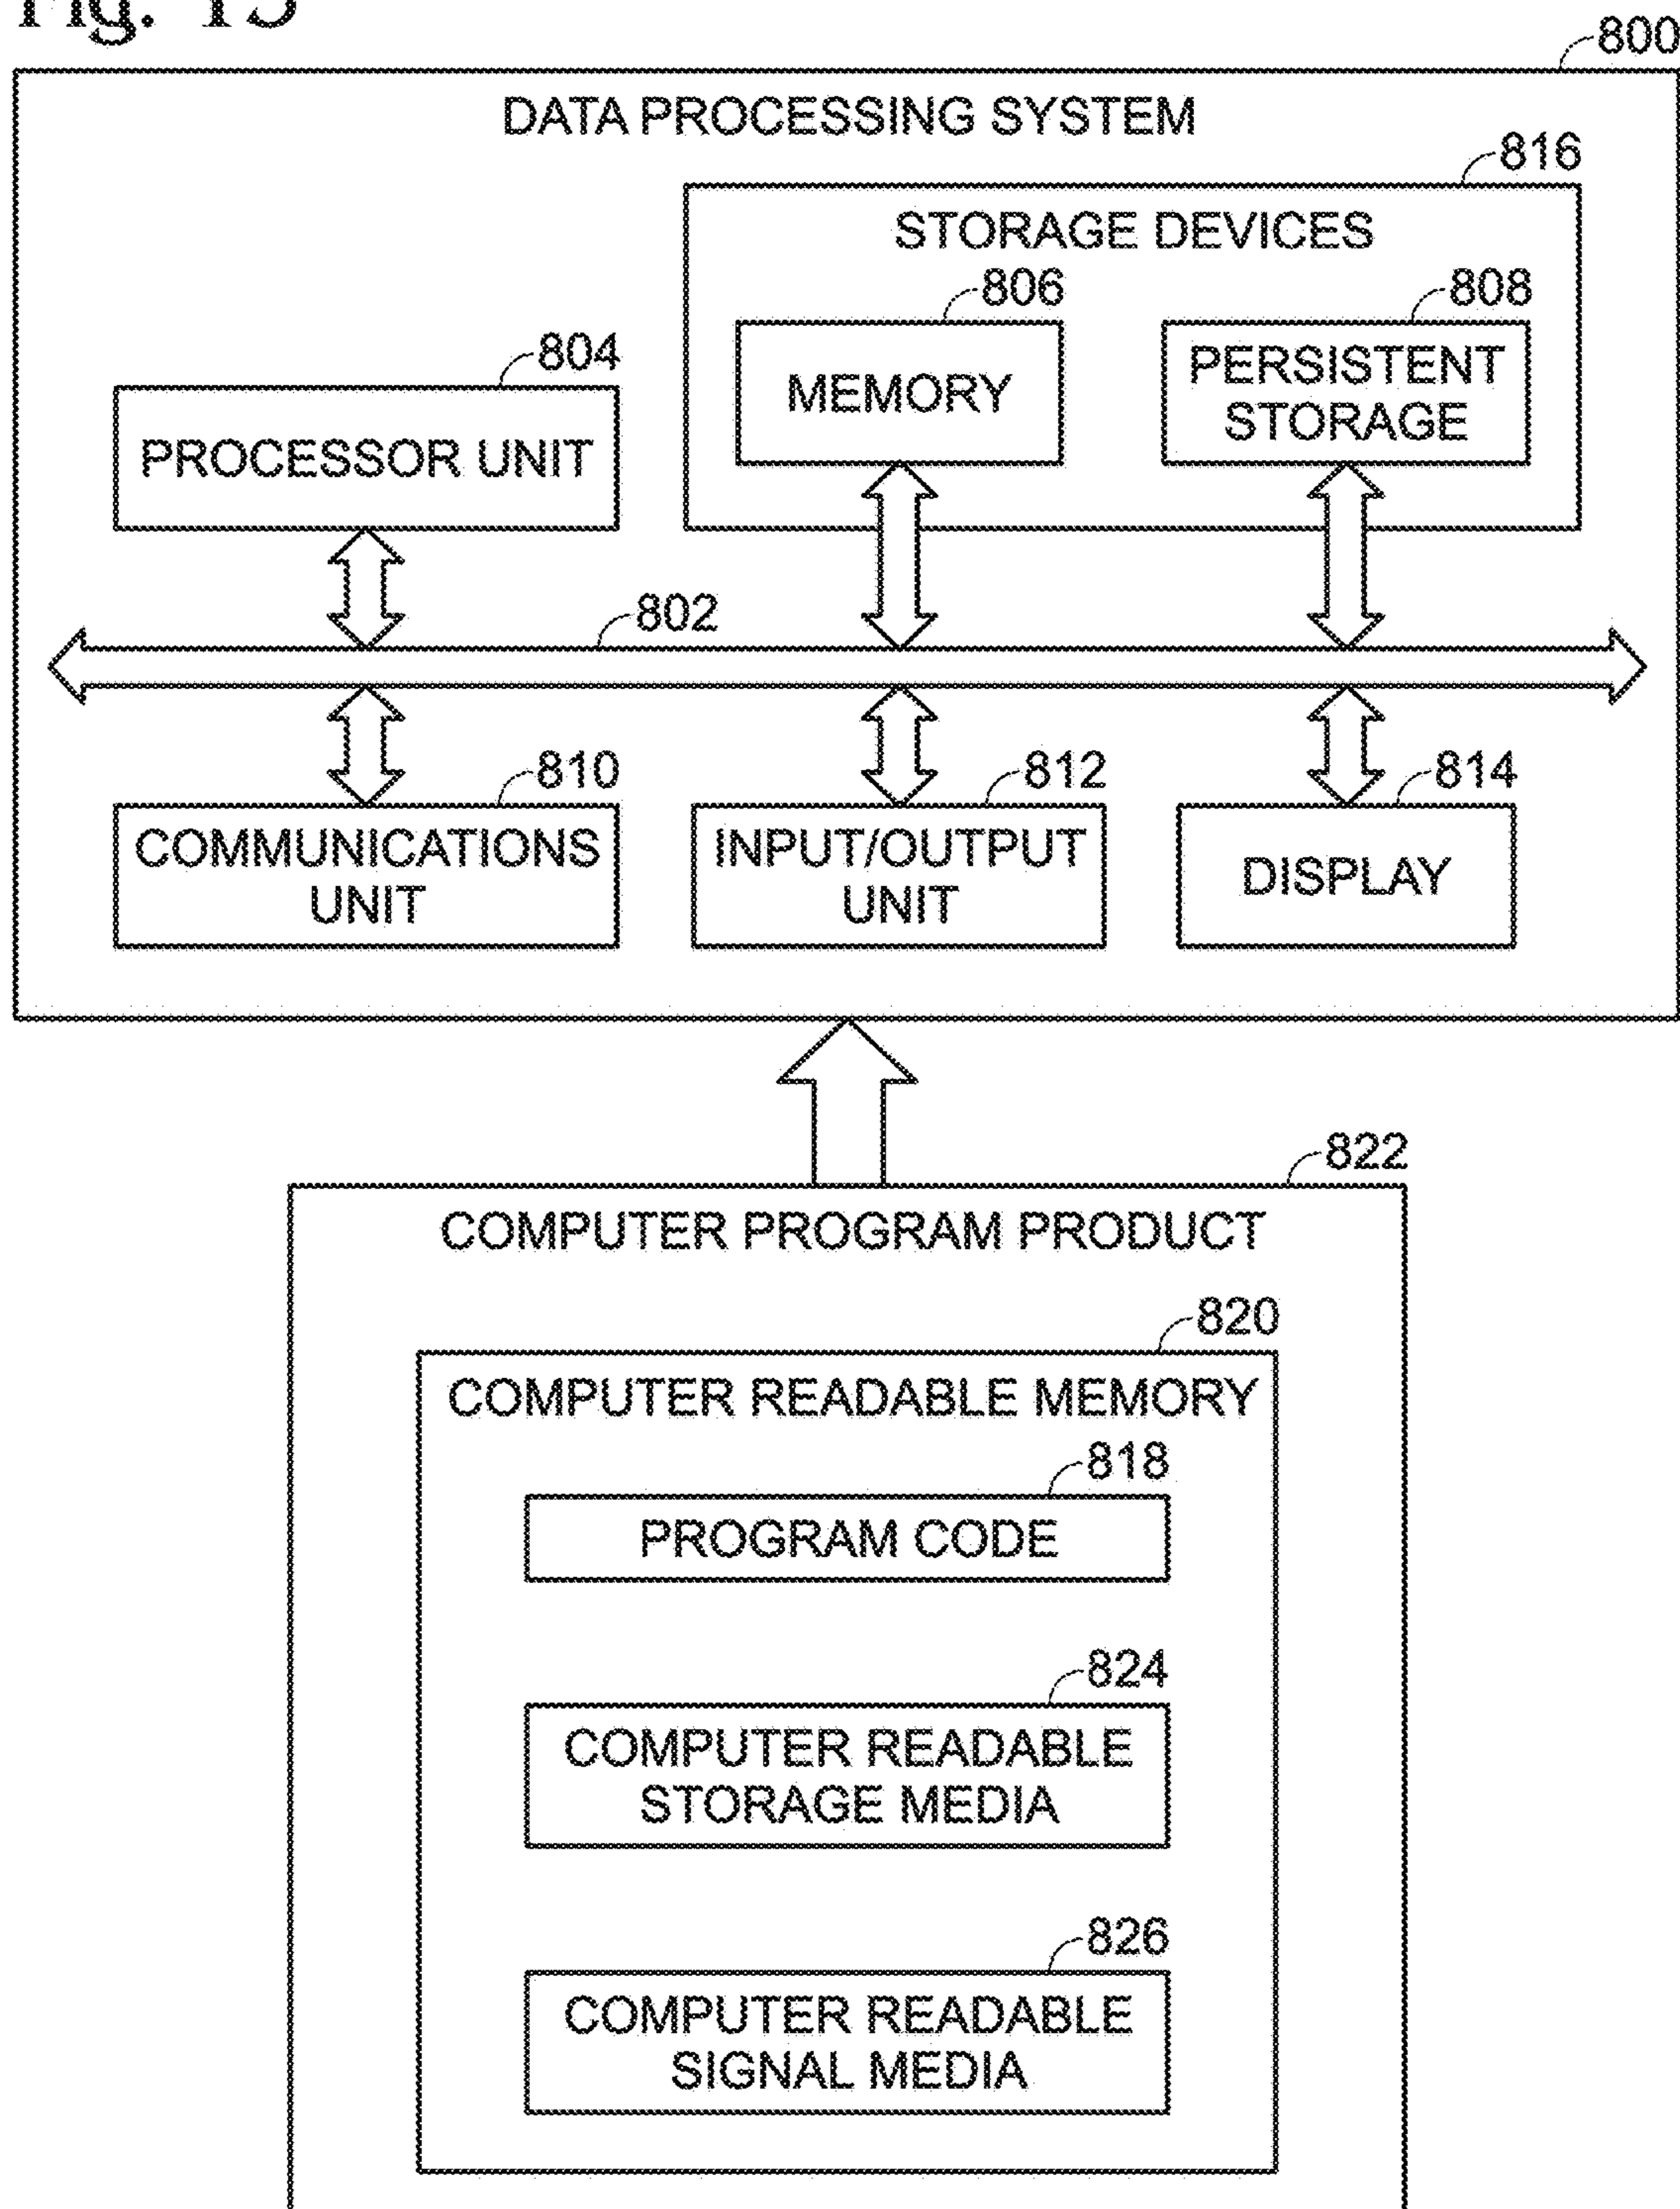 Fig. 15
800
DATA PROCESSING SYSTEM
816
STORAGE DEVICES
806
808
804
MEMORY
PERSISTENT
STORAGE
PROCESSOR UNIT
802
810
812
814
COMMUNICATIONS
UNIT
INPUT/OUTPUT
UNIT
DISPLAY
822
COMPUTER PROGRAM PRODUCT
820
COMPUTER READABLE MEMORY
818
PROGRAM CODE
824
COMPUTER READABLE
STORAGE MEDIA
826
COMPUTER READABLE
SIGNAL MEDIA